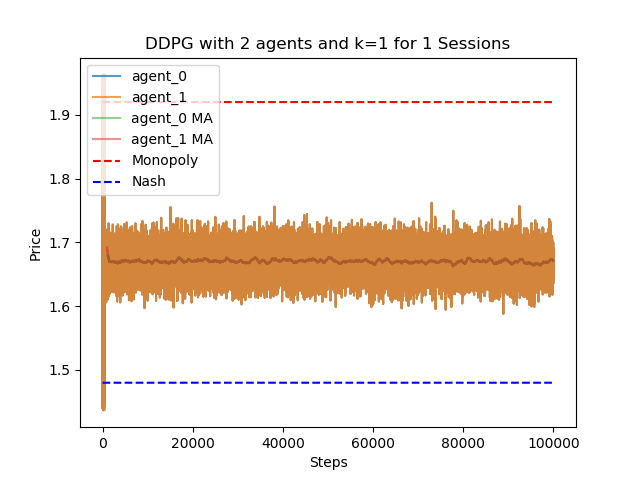 DDPG with 2 agents and k=1 for 1 Sessions
agent_0
agent_1
agent_0 MA
agent_1 MA
Monopoly
Nash
Price
1.9
1.8
1.7
1.6
1.5
0
20000
40000
60000
80000
100000
Steps